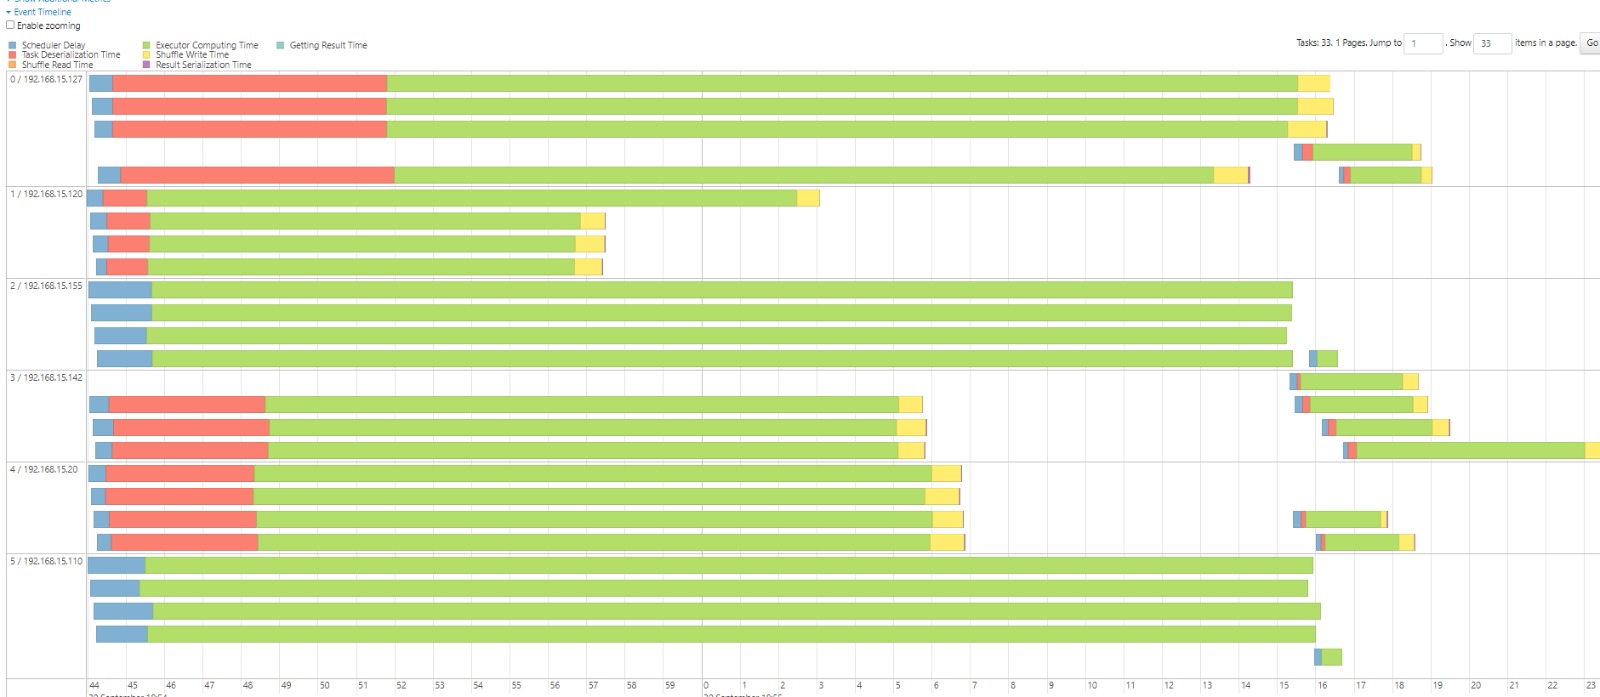 Show Additional Metrics
Event Timeline
Enable zooming
Scheduler Delay
Executor Computing Time
Getting Result Time
Task Deserialization Time
Shuffle Write Time
Shuffle Read Time
Result Serialization Time
Tasks: 33. 1 Pages. Jump to 1 . Show 33 items in a page. Go
0 / 192.168.15.127
1 / 192.168.15.120
2 / 192.168.15.155
3 / 192.168.15.142
4 / 192.168.15.20
5 / 192.168.15.110
44 45 46 47 48 49 50 51 52 53 54 55 56 57 58 59 0 1 2 3 4 5 6 7 8 9 10 11 12 13 14 15 16 17 18 19 20 21 22 23